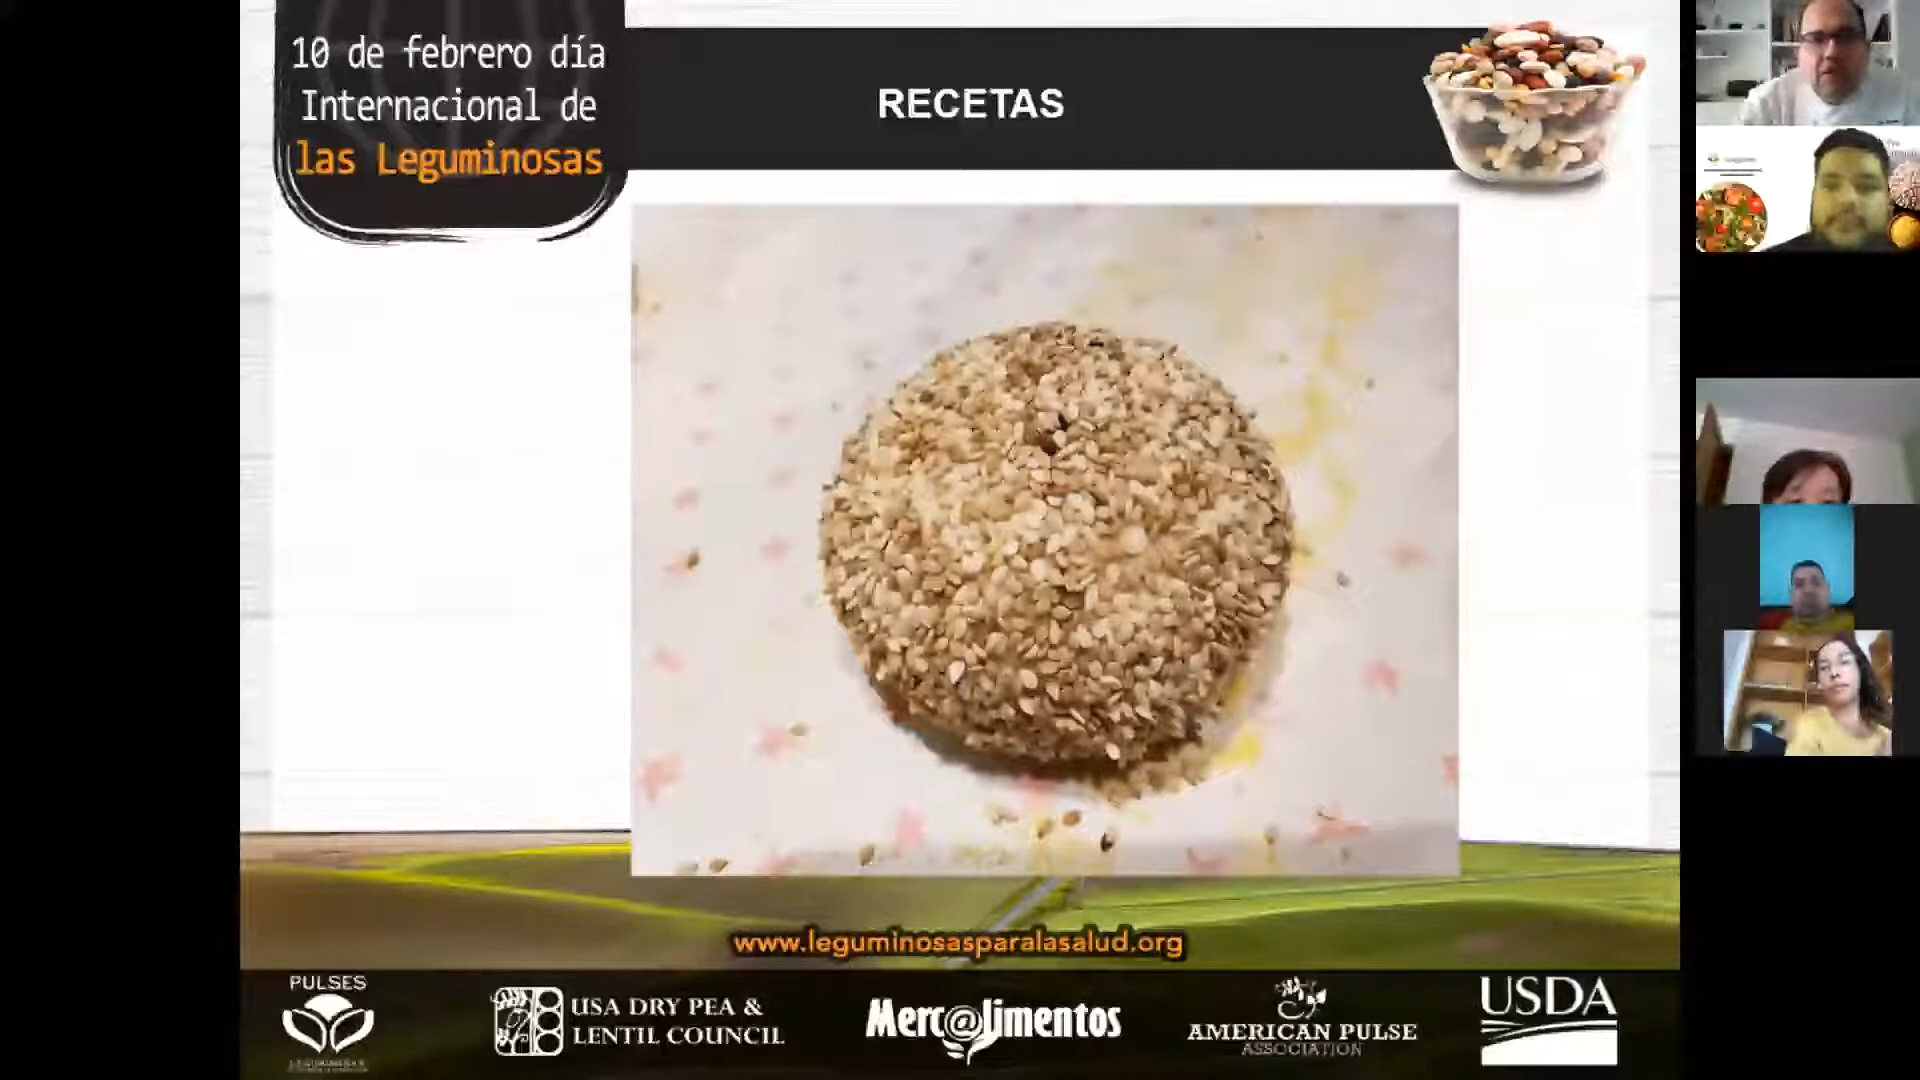 10 de febrero día
Internacional de
las Leguminosas
RECETAS
www.leguminosasparalasalud.org
PULSES
USA DRY PEA &
LENTIL COUNCIL
Merc@limentos
AMERICAN PULSE
ASSOCIATION
USDA